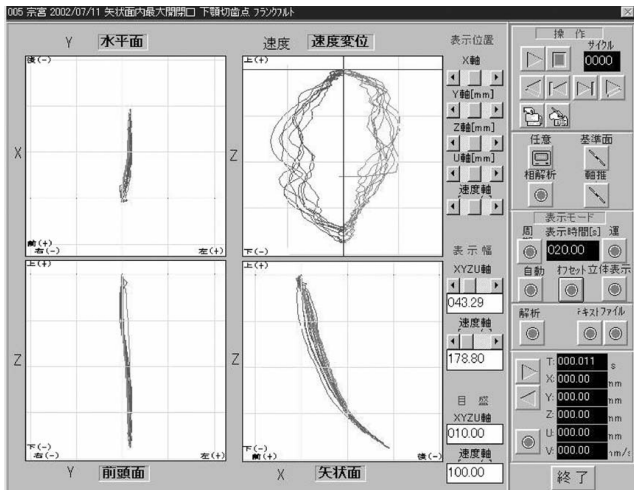 005 宗宮 2002/07/11 矢状面内最大開閉口 下顎切歯点 フランクフルト
Y 水平面
速度 速度変位
表示位置
操 作
サイクル
0000
後(+)
上(+)
X軸
Y軸[mm]
Z軸[mm]
U軸[mm]
速度軸
X
Z
任意
基準面
相解析
軸推
前(+)
右(-)
左(+)
下(-)
表示モード
表示時間[s]
020.00
自動
オフセット
立体表示
表示幅
XYZU軸
043.29
速度軸
178.80
上(+)
上(+)
解析
テキストファイル
Z
Z
T: 000.011 s
X: 000.00 mm
Y: 000.00 mm
Z: 000.00 mm
U: 000.00 mm
V: 000.00 mm/s
目 盛
XYZU軸
010.00
速度軸
100.00
下(-)
右(-)
左(+)
下(-)
前(+)
後(-)
Y 前頭面
X 矢状面
終了